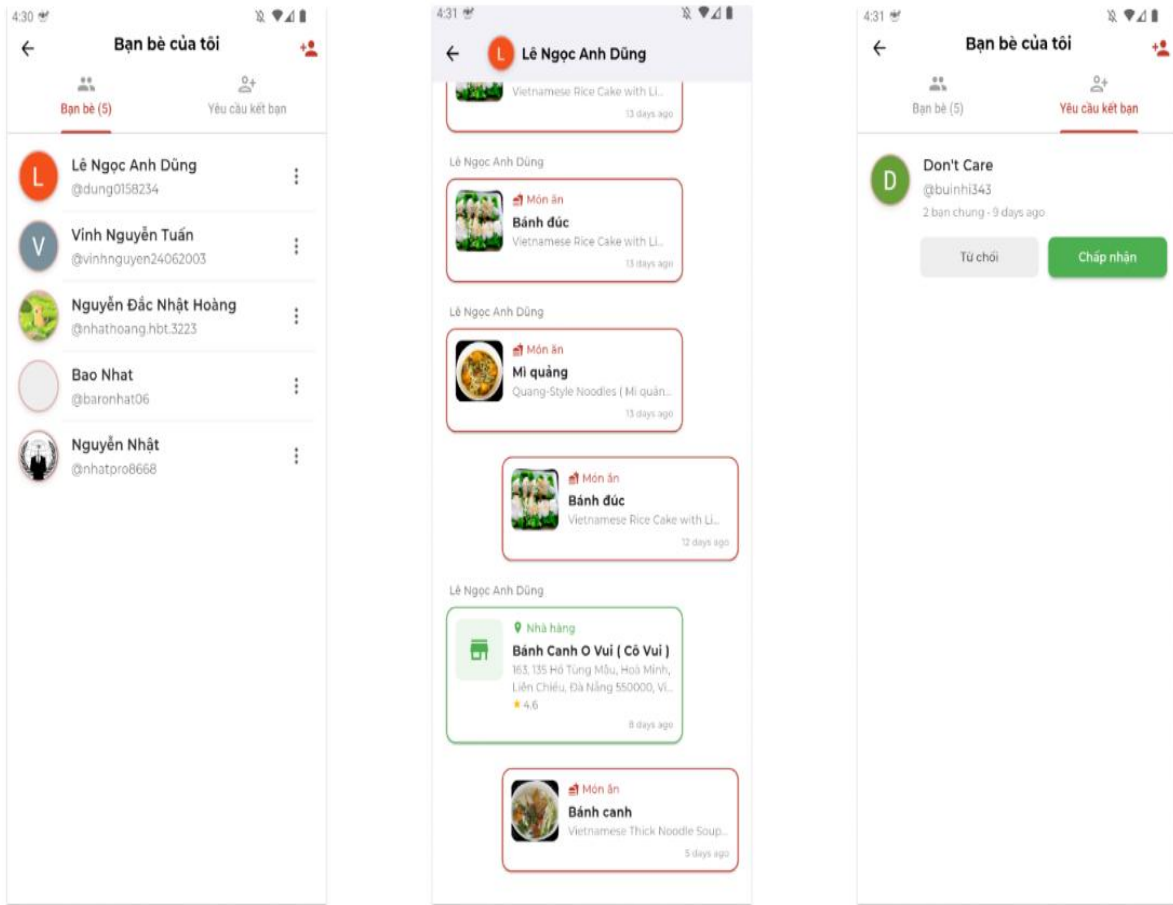 4:30
Bạn bè của tôi
Bạn bè (5)
Yêu cầu kết bạn
L
Lê Ngọc Anh Dũng
@dung0158234
V
Vinh Nguyễn Tuấn
@vinhnguyen24062003
Nguyễn Đắc Nhật Hoàng
@nhathoang.hbt.3223
Bao Nhat
@baronhat06
Nguyễn Nhật
@nhatpro8668
4:31
L
Lê Ngọc Anh Dũng
Vietnamese Rice Cake with Li...
13 days ago
Lê Ngọc Anh Dũng
Món ăn
Bánh đúc
Vietnamese Rice Cake with Li...
13 days ago
Lê Ngọc Anh Dũng
Món ăn
Mì quảng
Quang-Style Noodles ( Mì quản...
13 days ago
Món ăn
Bánh đúc
Vietnamese Rice Cake with Li...
12 days ago
Lê Ngọc Anh Dũng
Nhà hàng
Bánh Canh O Vui ( Cô Vui )
163, 135 Hồ Tùng Mậu, Hoà Minh,
Liên Chiểu, Đà Nẵng 550000, Vi...
4.6
8 days ago
Món ăn
Bánh canh
Vietnamese Thick Noodle Soup...
5 days ago
4:31
Bạn bè của tôi
Bạn bè (5)
Yêu cầu kết bạn
D
Don't Care
@buinhi343
2 bạn chung - 9 days ago
Từ chối
Chấp nhận